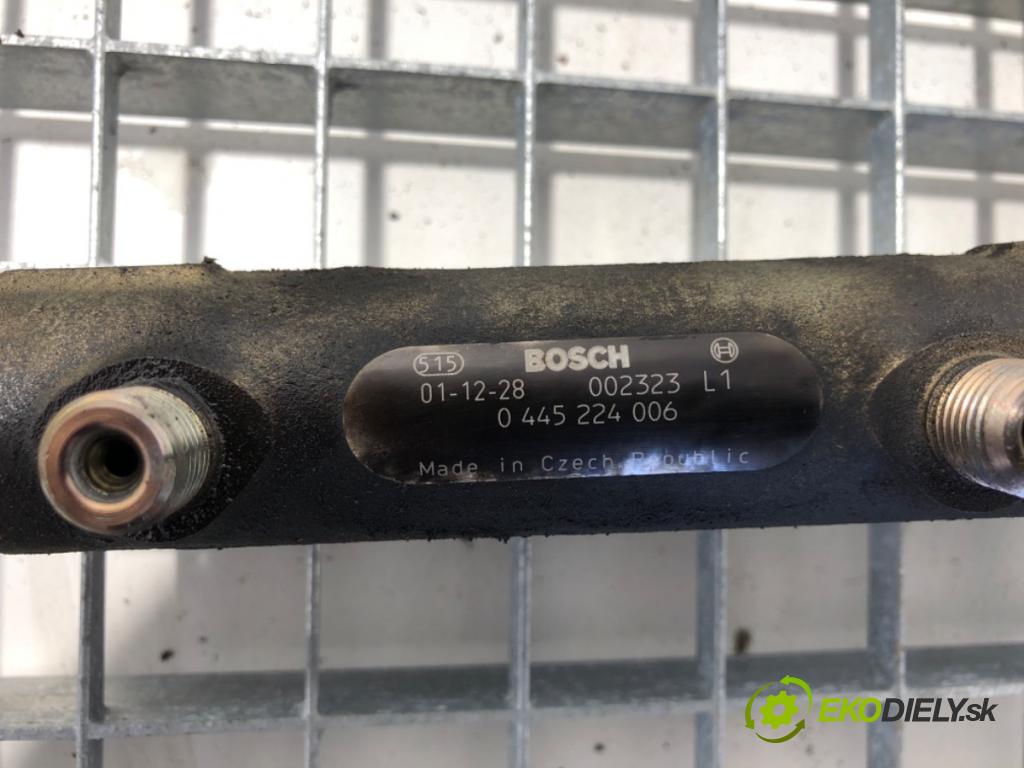 515 BOSCH
01-12-28 002323 L1
0 445 224 006
Made in Czech Republic
EKODIELY.sk